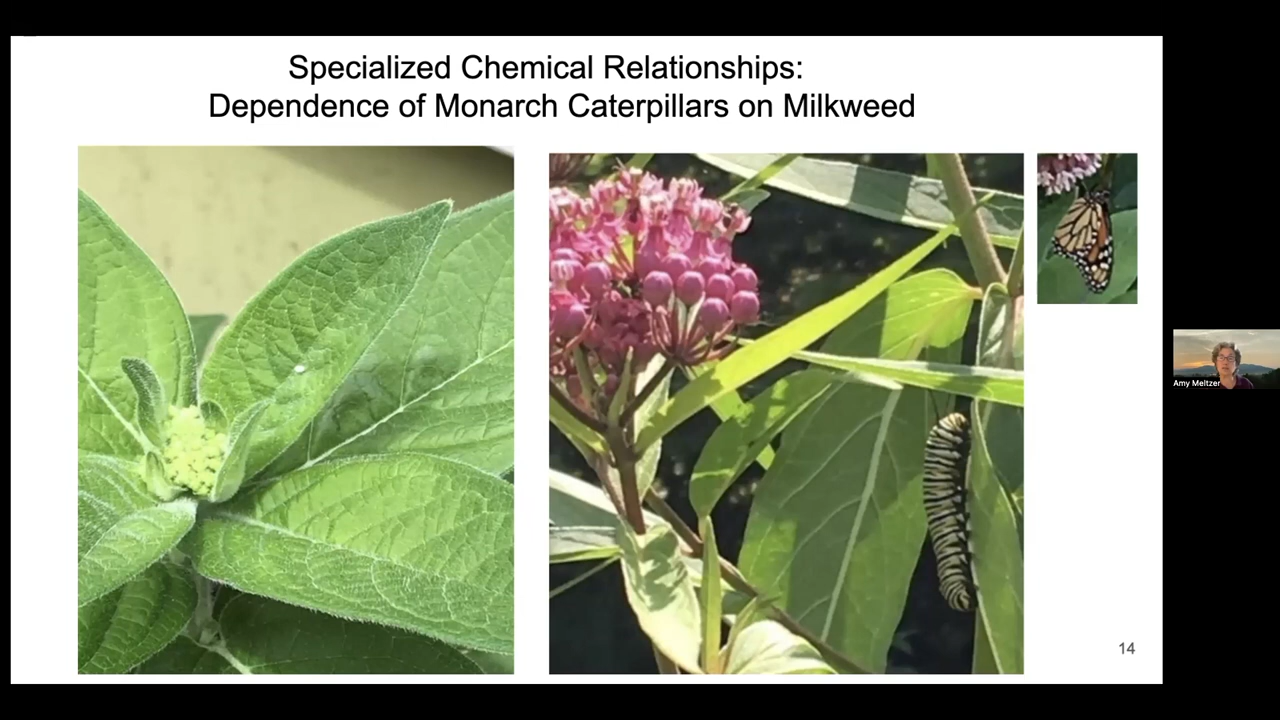 Specialized Chemical Relationships:
Dependence of Monarch Caterpillars on Milkweed
14
Amy Meltzer